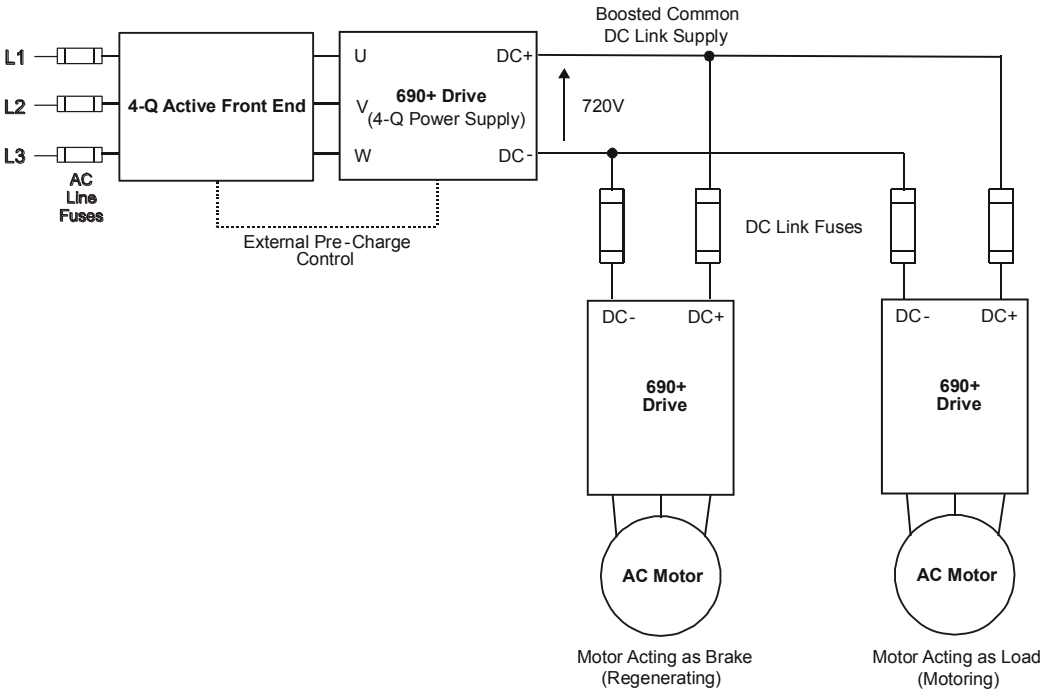 Boosted Common
DC Link Supply
L1
L2
L3
AC
Line
Fuses
4-Q Active Front End
U
V
W
690+ Drive
(4-Q Power Supply)
DC+
DC-
720V
External Pre-Charge
Control
DC Link Fuses
DC-
DC+
690+
Drive
AC Motor
Motor Acting as Brake
(Regenerating)
DC-
DC+
690+
Drive
AC Motor
Motor Acting as Load
(Motoring)